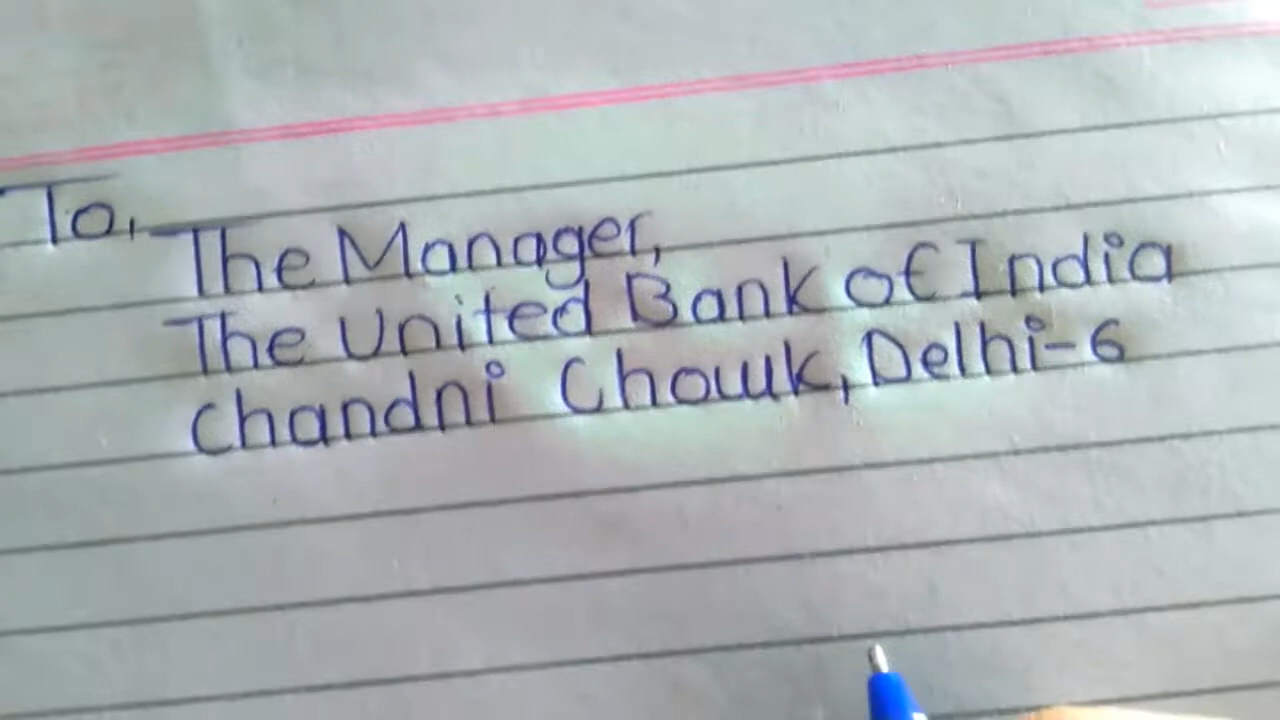 To,
The Manager,
The United Bank of India
Chandni Chowk, Delhi-6